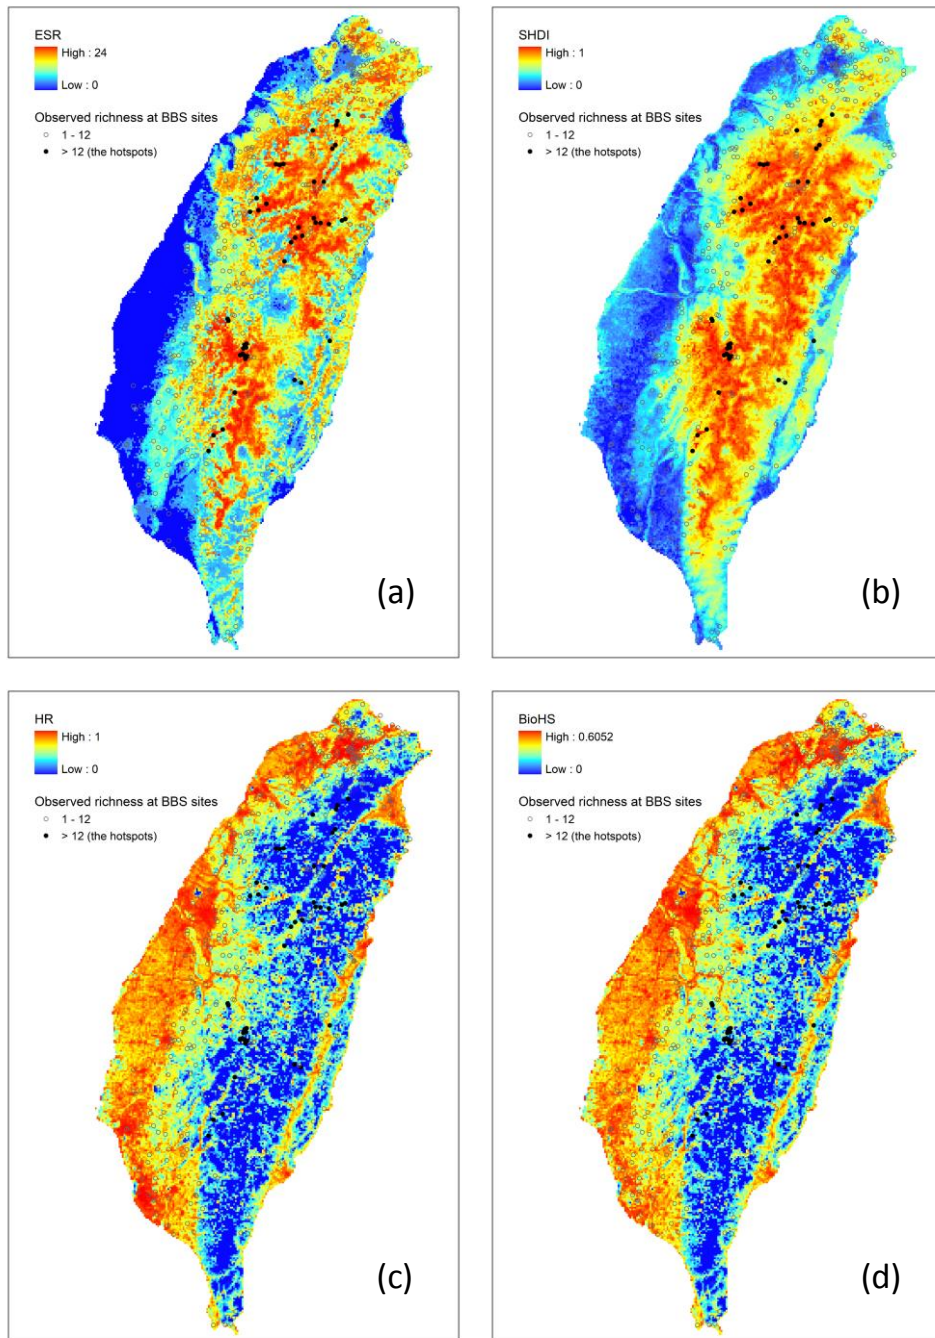 ESR
High : 24
Low : 0
Observed richness at BBS sites
1 - 12
> 12 (the hotspots)
(a)
SHDI
High : 1
Low : 0
Observed richness at BBS sites
1 - 12
> 12 (the hotspots)
(b)
HR
High : 1
Low : 0
Observed richness at BBS sites
1 - 12
> 12 (the hotspots)
(c)
BioHS
High : 0.6052
Low : 0
Observed richness at BBS sites
1 - 12
> 12 (the hotspots)
(d)